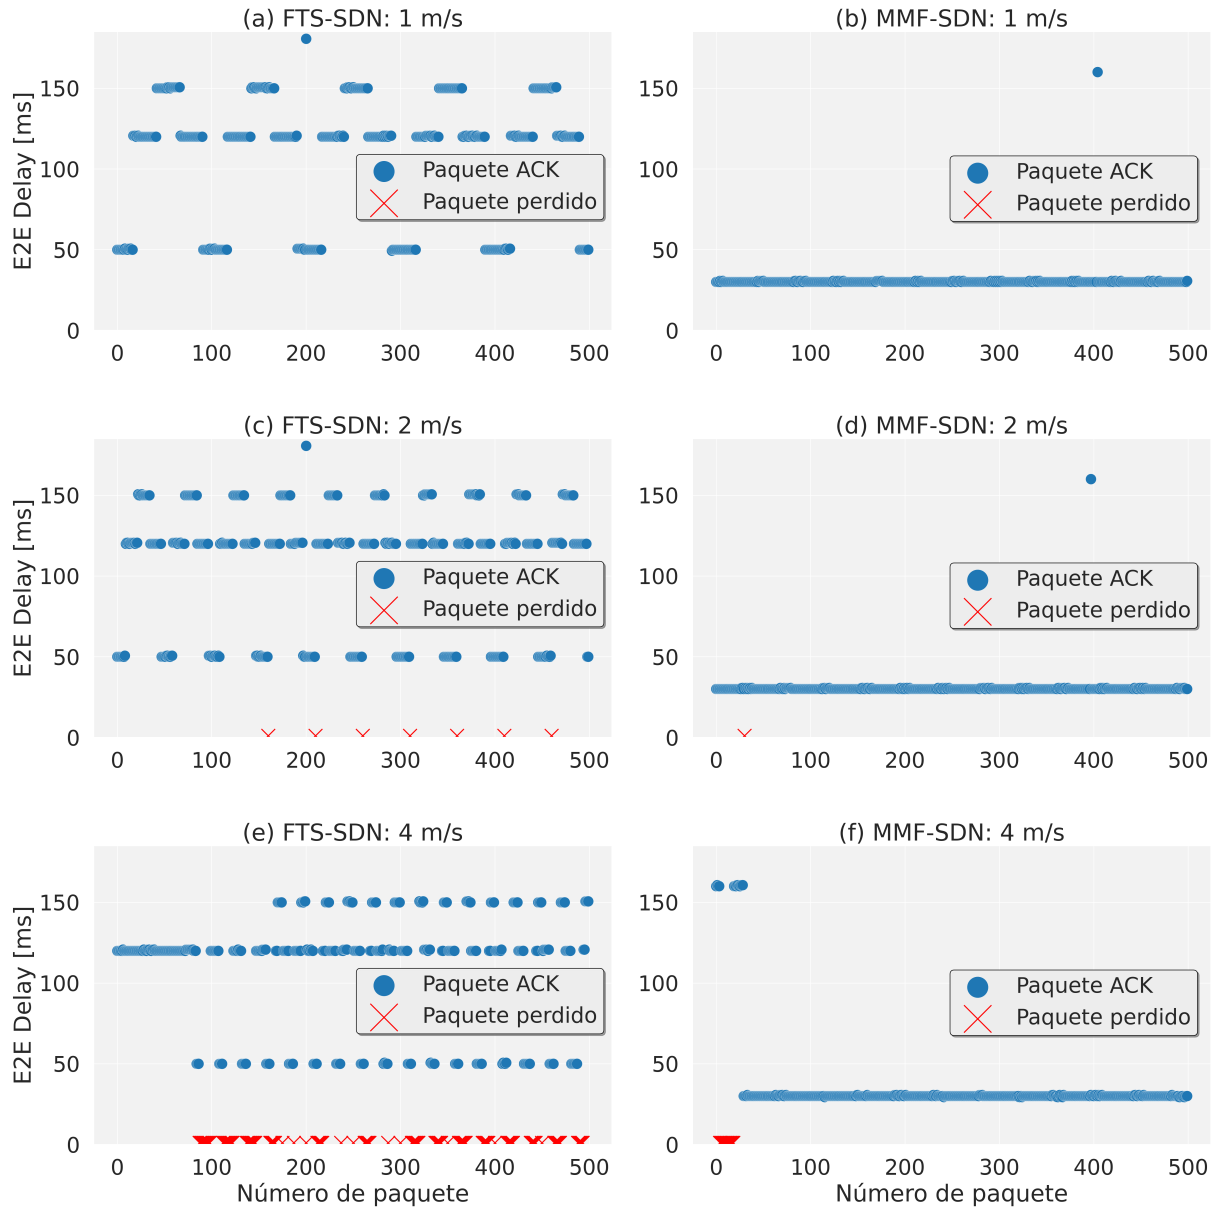 (a) FTS-SDN: 1 m/s
E2E Delay [ms]
150
100
50
0
0 100 200 300 400 500
Paquete ACK
Paquete perdido
(b) MMF-SDN: 1 m/s
150
100
50
0
0 100 200 300 400 500
Paquete ACK
Paquete perdido
(c) FTS-SDN: 2 m/s
E2E Delay [ms]
150
100
50
0
0 100 200 300 400 500
Paquete ACK
Paquete perdido
(d) MMF-SDN: 2 m/s
150
100
50
0
0 100 200 300 400 500
Paquete ACK
Paquete perdido
(e) FTS-SDN: 4 m/s
E2E Delay [ms]
150
100
50
0
0 100 200 300 400 500
Paquete ACK
Paquete perdido
Número de paquete
(f) MMF-SDN: 4 m/s
150
100
50
0
0 100 200 300 400 500
Paquete ACK
Paquete perdido
Número de paquete